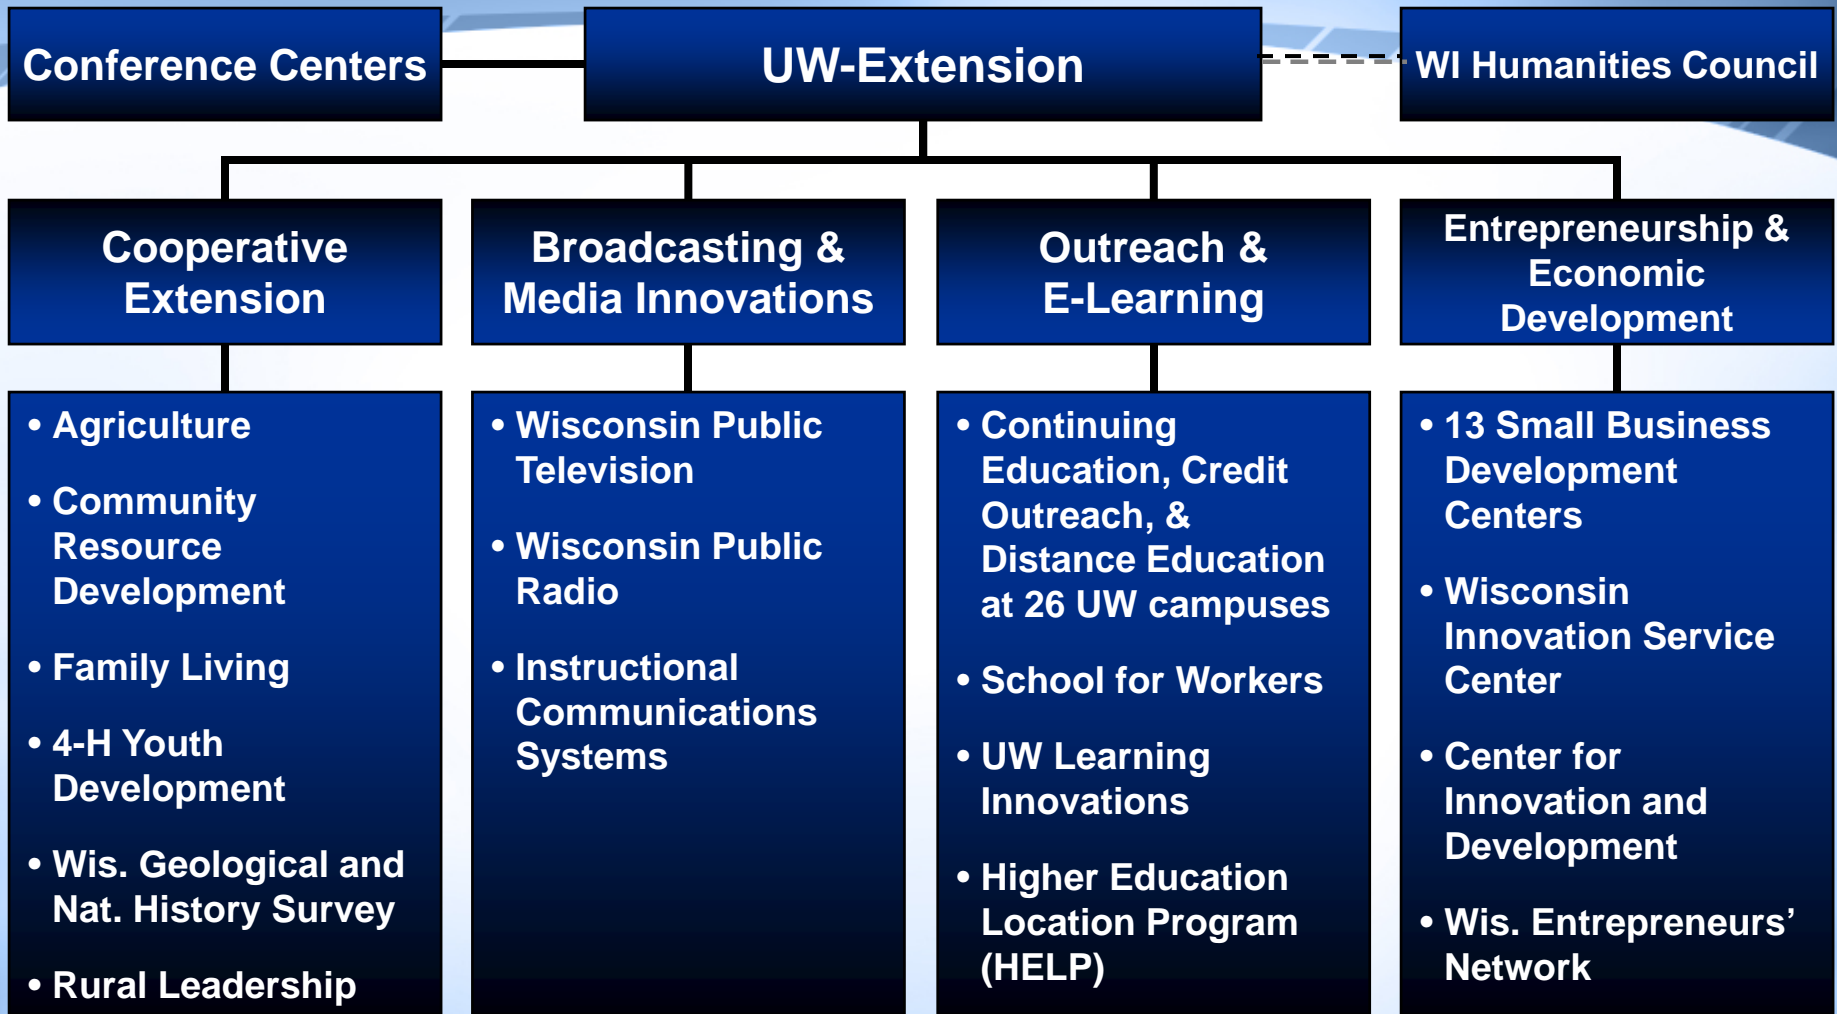 Conference Centers
UW-Extension
WI Humanities Council
Cooperative
Extension
Broadcasting &
Media Innovations
Outreach &
E-Learning
Entrepreneurship &
Economic
Development
• Agriculture
• Community
Resource
Development
• Family Living
• 4-H Youth
Development
• Wis. Geological and
Nat. History Survey
• Rural Leadership
• Wisconsin Public
Television
• Wisconsin Public
Radio
• Instructional
Communications
Systems
• Continuing
Education, Credit
Outreach, &
Distance Education
at 26 UW campuses
• School for Workers
• UW Learning
Innovations
• Higher Education
Location Program
(HELP)
• 13 Small Business
Development
Centers
• Wisconsin
Innovation Service
Center
• Center for
Innovation and
Development
• Wis. Entrepreneurs’
Network